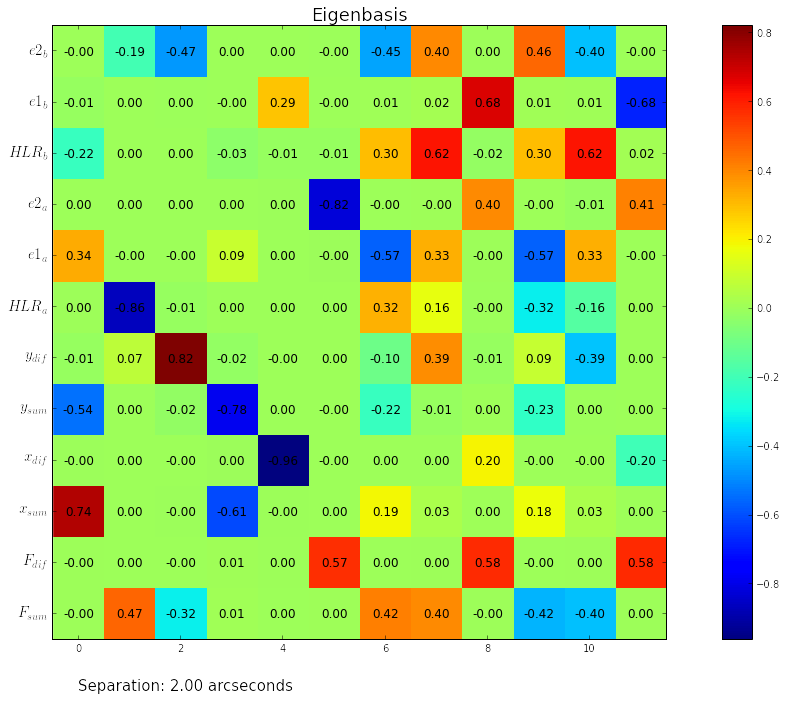 Eigenbasis
e2_b -0.00 -0.19 -0.47 0.00 0.00 -0.00 -0.45 0.40 0.00 0.46 -0.40 -0.00
e1_b -0.01 0.00 0.00 -0.00 0.29 -0.00 0.01 0.02 0.68 0.01 0.01 -0.68
HLR_b -0.22 0.00 0.00 -0.03 -0.01 -0.01 0.30 0.62 -0.02 0.30 0.62 0.02
e2_a 0.00 0.00 0.00 0.00 0.00 -0.82 -0.00 -0.00 0.40 -0.00 -0.01 0.41
e1_a 0.34 -0.00 -0.00 0.09 0.00 -0.00 -0.57 0.33 -0.00 -0.57 0.33 -0.00
HLR_a 0.00 -0.86 -0.01 0.00 0.00 0.00 0.32 0.16 -0.00 -0.32 -0.16 0.00
y_dif -0.01 0.07 0.82 -0.02 -0.00 0.00 -0.10 0.39 -0.01 0.09 -0.39 0.00
y_sum -0.54 0.00 -0.02 -0.78 0.00 -0.00 -0.22 -0.01 0.00 -0.23 0.00 0.00
x_dif -0.00 0.00 -0.00 0.00 -0.96 -0.00 0.00 0.00 0.20 -0.00 -0.00 -0.20
x_sum 0.74 0.00 -0.00 -0.61 -0.00 0.00 0.19 0.03 0.00 0.18 0.03 0.00
F_dif 0.00 -0.00 -0.00 0.01 0.00 0.57 0.00 0.00 0.58 -0.00 0.00 0.58
F_sum -0.00 0.47 -0.32 0.01 0.00 0.00 0.42 0.40 -0.00 -0.42 -0.40 0.00
0 2 4 6 8 10
Separation: 2.00 arcseconds
0.8
0.6
0.4
0.2
0.0
-0.2
-0.4
-0.6
-0.8